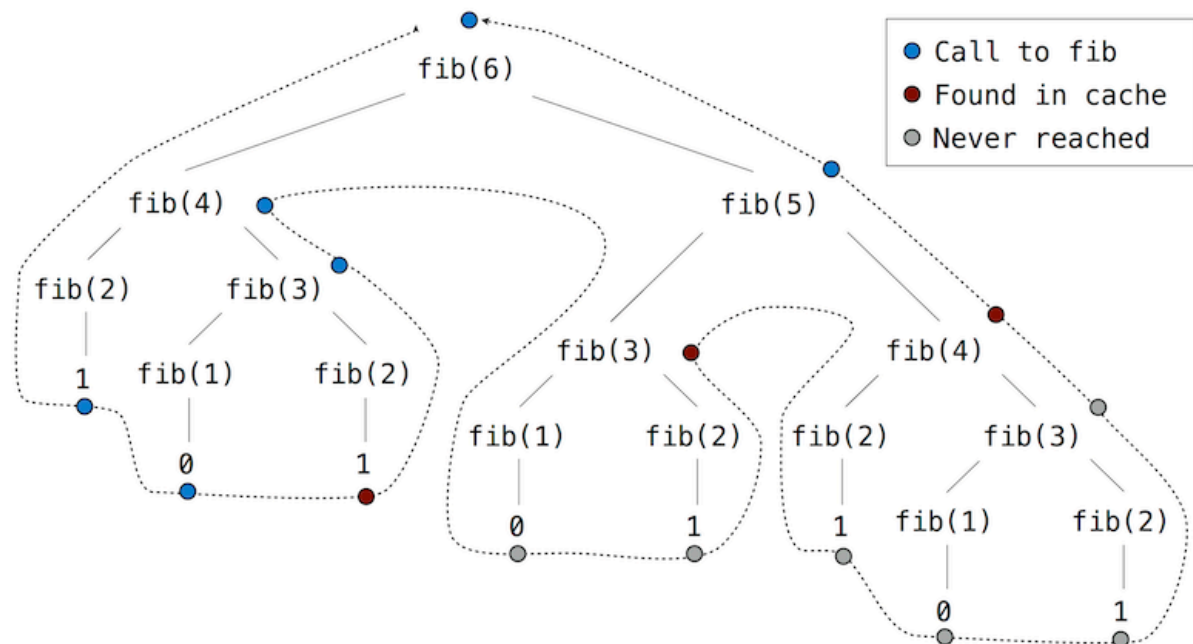 fib(6)
Call to fib
Found in cache
Never reached
fib(4)
fib(5)
fib(2)
fib(3)
fib(3)
fib(4)
1
fib(1)
fib(2)
fib(1)
fib(2)
fib(2)
fib(3)
0
1
0
1
1
fib(1)
fib(2)
0
1